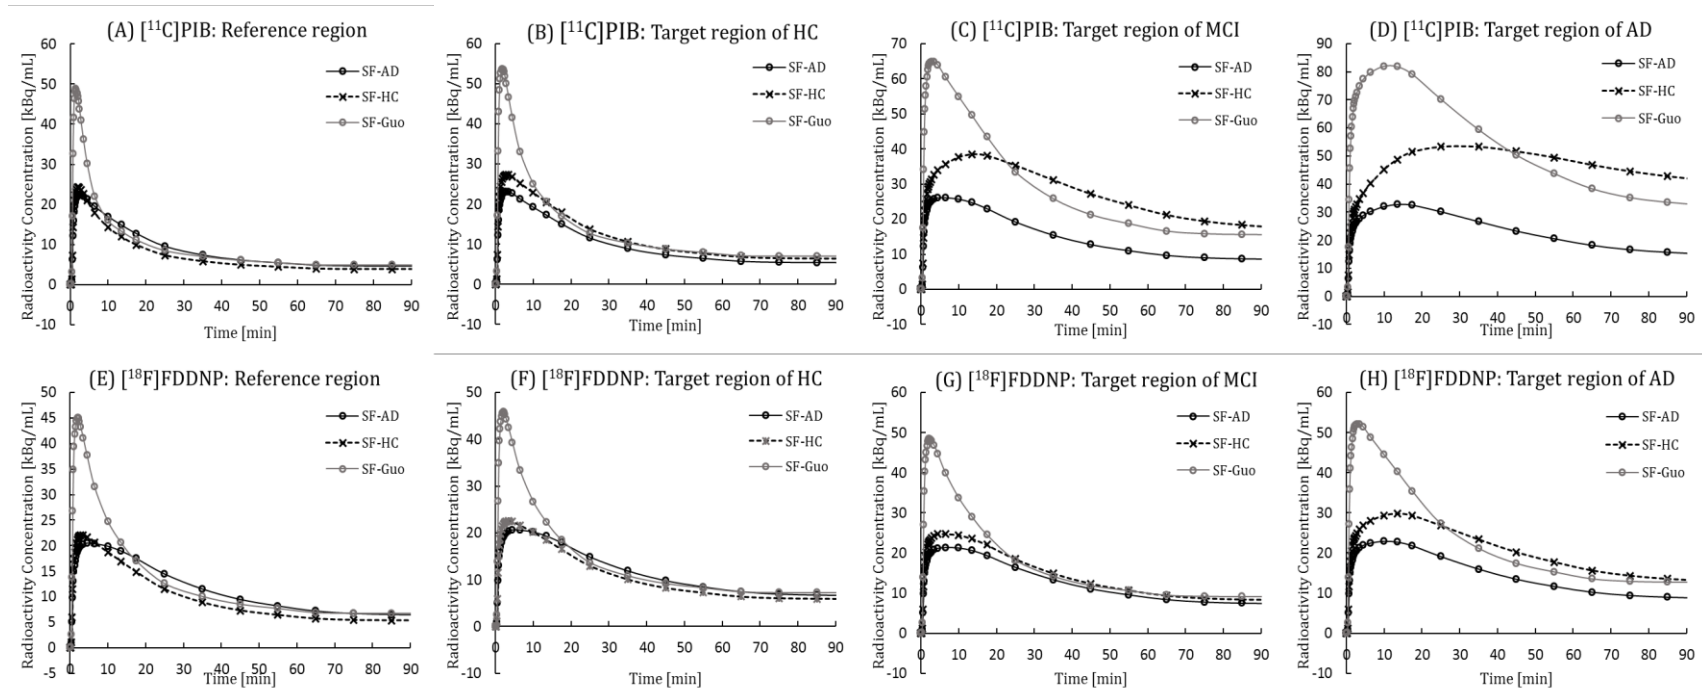 (A) [¹¹C]PIB: Reference region
Radioactivity Concentration [kBq/mL]
60
50
40
30
20
10
0
-10
0 10 20 30 40 50 60 70 80 90
Time [min]
SF-AD
SF-HC
SF-Guo
(B) [¹¹C]PIB: Target region of HC
Radioactivity Concentration [kBq/mL]
60
50
40
30
20
10
0
-10
0 10 20 30 40 50 60 70 80 90
Time [min]
SF-AD
SF-HC
SF-Guo
(C) [¹¹C]PIB: Target region of MCI
Radioactivity Concentration [kBq/mL]
70
60
50
40
30
20
10
0
-10
0 10 20 30 40 50 60 70 80 90
Time [min]
SF-AD
SF-HC
SF-Guo
(D) [¹¹C]PIB: Target region of AD
Radioactivity Concentration [kBq/mL]
90
80
70
60
50
40
30
20
10
0
-10
0 10 20 30 40 50 60 70 80 90
Time [min]
SF-AD
SF-HC
SF-Guo
(E) [¹⁸F]FDDNP: Reference region
Radioactivity Concentration [kBq/mL]
50
45
40
35
30
25
20
15
10
5
0
-5
0 10 20 30 40 50 60 70 80 90
Time [min]
SF-AD
SF-HC
SF-Guo
(F) [¹⁸F]FDDNP: Target region of HC
Radioactivity Concentration [kBq/mL]
50
40
30
20
10
0
-10
0 10 20 30 40 50 60 70 80 90
Time [min]
SF-AD
SF-HC
SF-Guo
(G) [¹⁸F]FDDNP: Target region of MCI
Radioactivity Concentration [kBq/mL]
60
50
40
30
20
10
0
-10
0 10 20 30 40 50 60 70 80 90
Time [min]
SF-AD
SF-HC
SF-Guo
(H) [¹⁸F]FDDNP: Target region of AD
Radioactivity Concentration [kBq/mL]
60
50
40
30
20
10
0
-10
0 10 20 30 40 50 60 70 80 90
Time [min]
SF-AD
SF-HC
SF-Guo